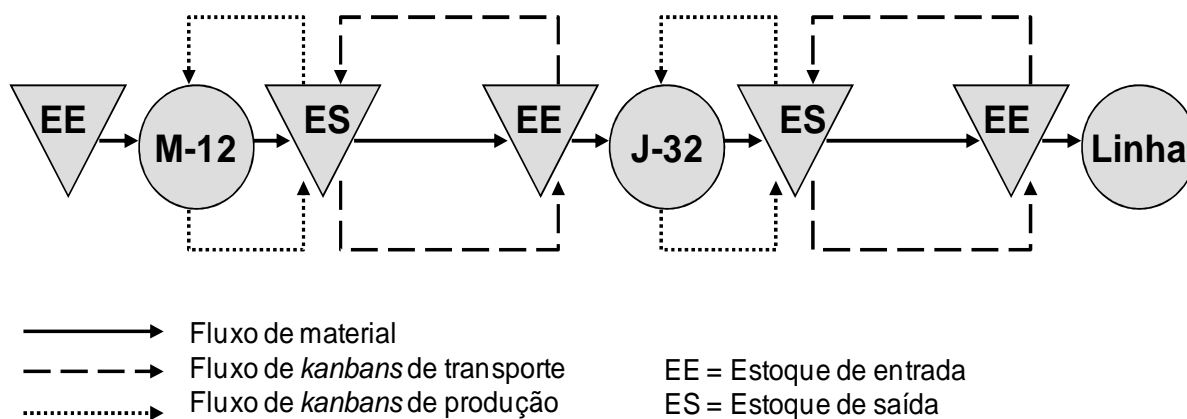 EE
M-12
ES
EE
J-32
ES
EE
Linha
Fluxo de material
Fluxo de kanbans de transporte
Fluxo de kanbans de produção
EE = Estoque de entrada
ES = Estoque de saída